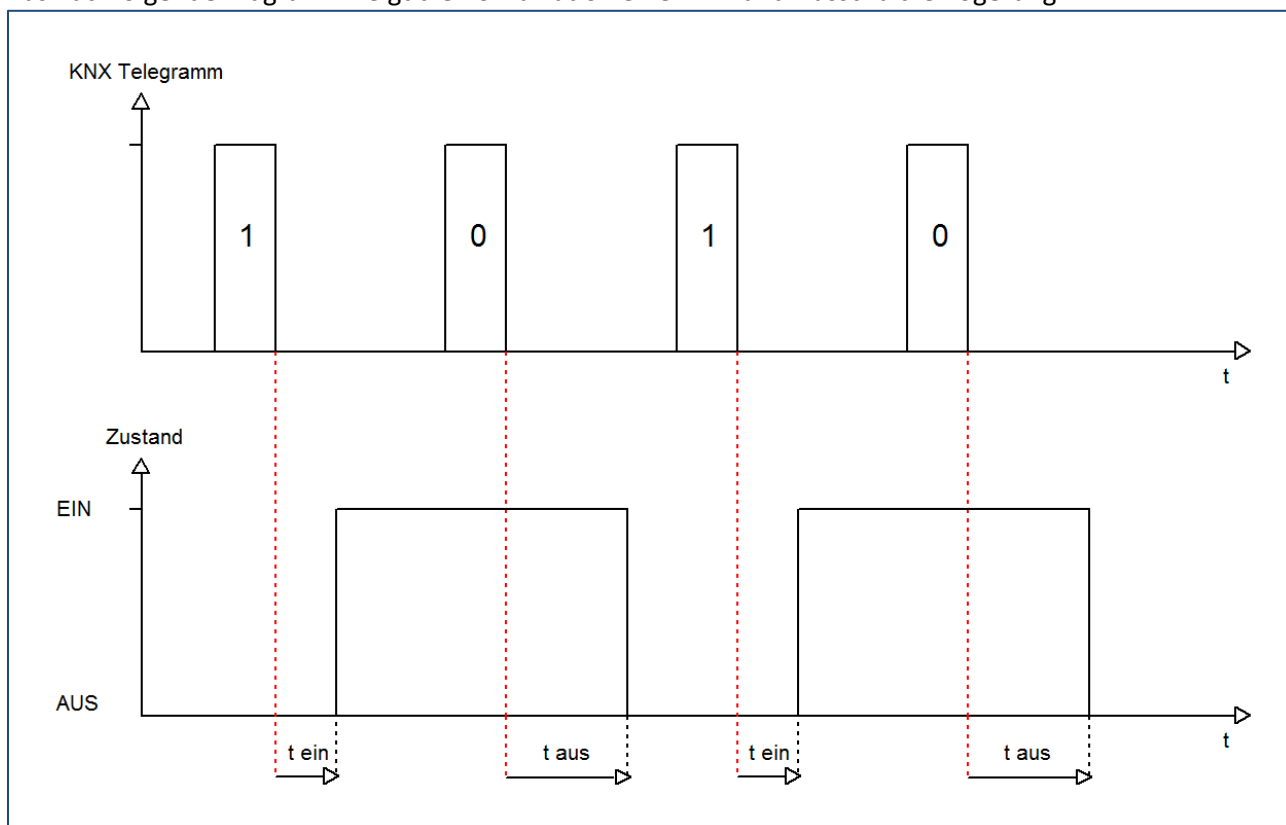 KNX Telegramm
1 0 1 0
t
Zustand
EIN
AUS
t
t ein t aus t ein t aus